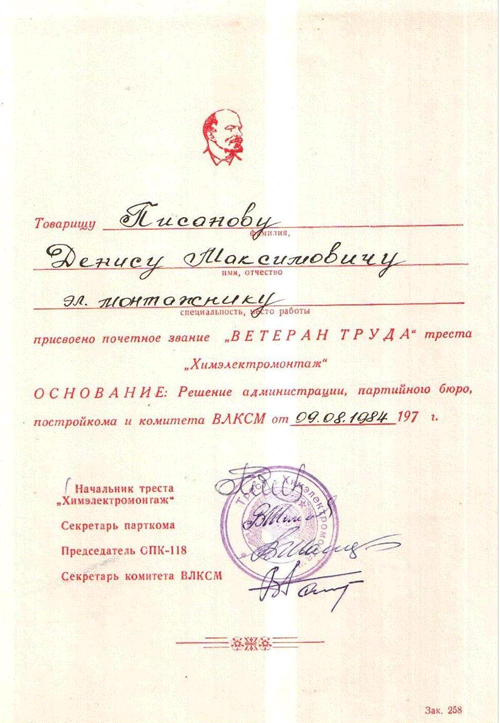 Товарищу Писанову
фамилия,
Денису Максимовичу
имя, отчество
эл. монтажнику
специальность, место работы
присвоено почетное звание „ВЕТЕРАН ТРУДА“ треста
„Химэлектромонтаж“
ОСНОВАНИЕ: Решение администрации, партийного бюро,
постройкома и комитета ВЛКСМ от 09.08.1984 197 г.
Начальник треста
„Химэлектромонтаж“
Секретарь парткома
Председатель СПК-118
Секретарь комитета ВЛКСМ
Трест Химэлектромонтаж
Зак. 258